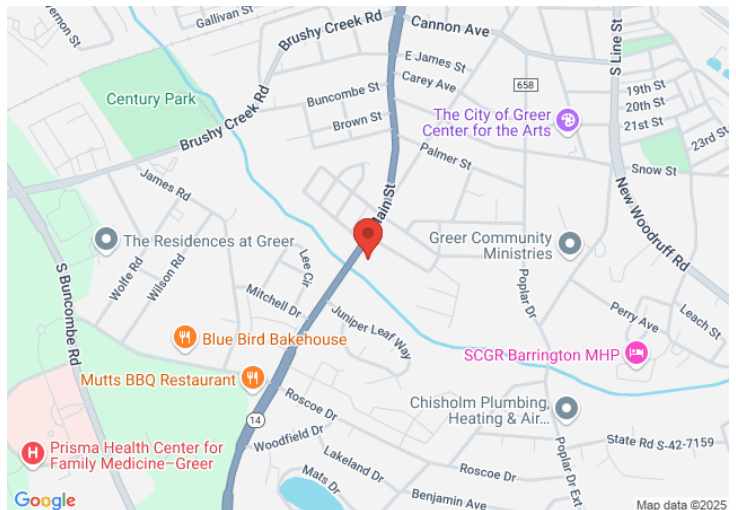 Gallivan St
Brushy Creek Rd
Cannon Ave
ernon St
S Line St
E James St
Carey Ave
658
Century Park
Buncombe St
Brown St
The City of Greer
Center for the Arts
19th St
20th St
21st St
23rd St
Brushy Creek Rd
Palmer St
Snow St
James Rd
Main St
New Woodruff Rd
The Residences at Greer
Lee Cir
Greer Community
Ministries
S Buncombe Rd
Wolfe Rd
Wilson Rd
Mitchell Dr
Poplar Dr
Perry Ave
Leach St
Juniper Leaf Way
Blue Bird Bakehouse
SCGR Barrington MHP
Mutts BBQ Restaurant
Roscoe Dr
Chisholm Plumbing,
Heating & Air...
14
Woodfield Dr
State Rd S-42-7159
Prisma Health Center for
Family Medicine–Greer
H
Lakeland Dr
Roscoe Dr
Mats Dr
Poplar Dr Ext
Benjamin Ave
Google
Map data ©2025